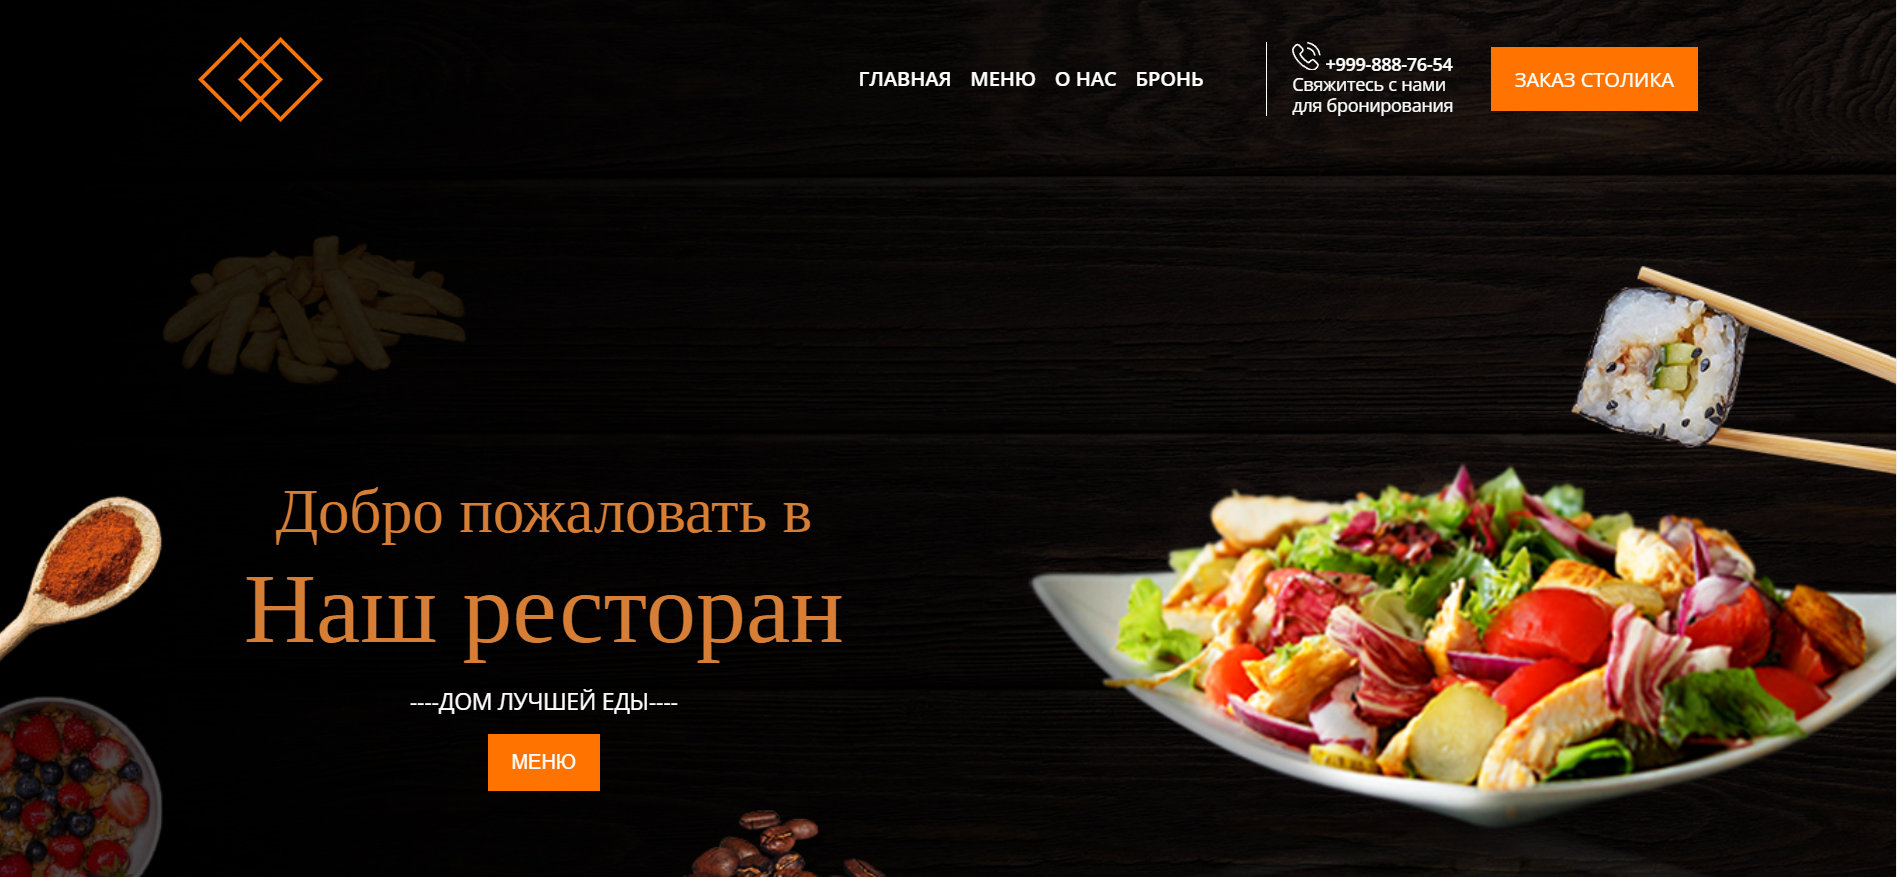 ГЛАВНАЯ МЕНЮ О НАС БРОНЬ
+999-888-76-54
Свяжитесь с нами
для бронирования
ЗАКАЗ СТОЛИКА
Добро пожаловать в
Наш ресторан
----ДОМ ЛУЧШЕЙ ЕДЫ----
МЕНЮ